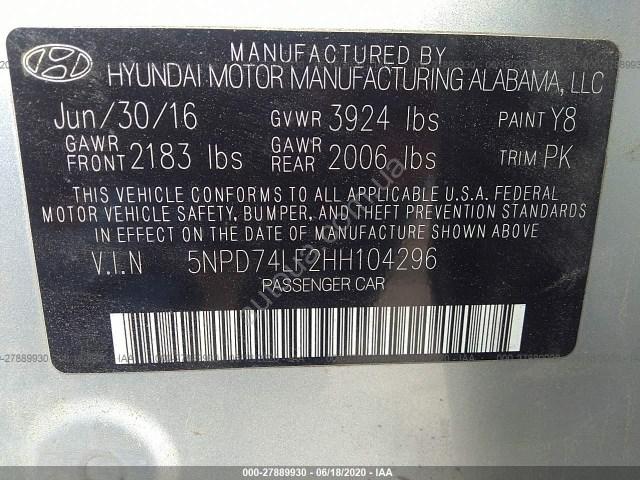 MANUFACTURED BY
HYUNDAI MOTOR MANUFACTURING ALABAMA, LLC
Jun/30/16 GVWR 3924 lbs PAINT Y8
GAWR FRONT 2183 lbs GAWR REAR 2006 lbs TRIM PK
THIS VEHICLE CONFORMS TO ALL APPLICABLE U.S.A. FEDERAL
MOTOR VEHICLE SAFETY, BUMPER, AND THEFT PREVENTION STANDARDS
IN EFFECT ON THE DATE OF MANUFACTURE SHOWN ABOVE.
V.I.N 5NPD74LF2HH104296
PASSENGER CAR
000-27889930 - 06/18/2020 - IAA